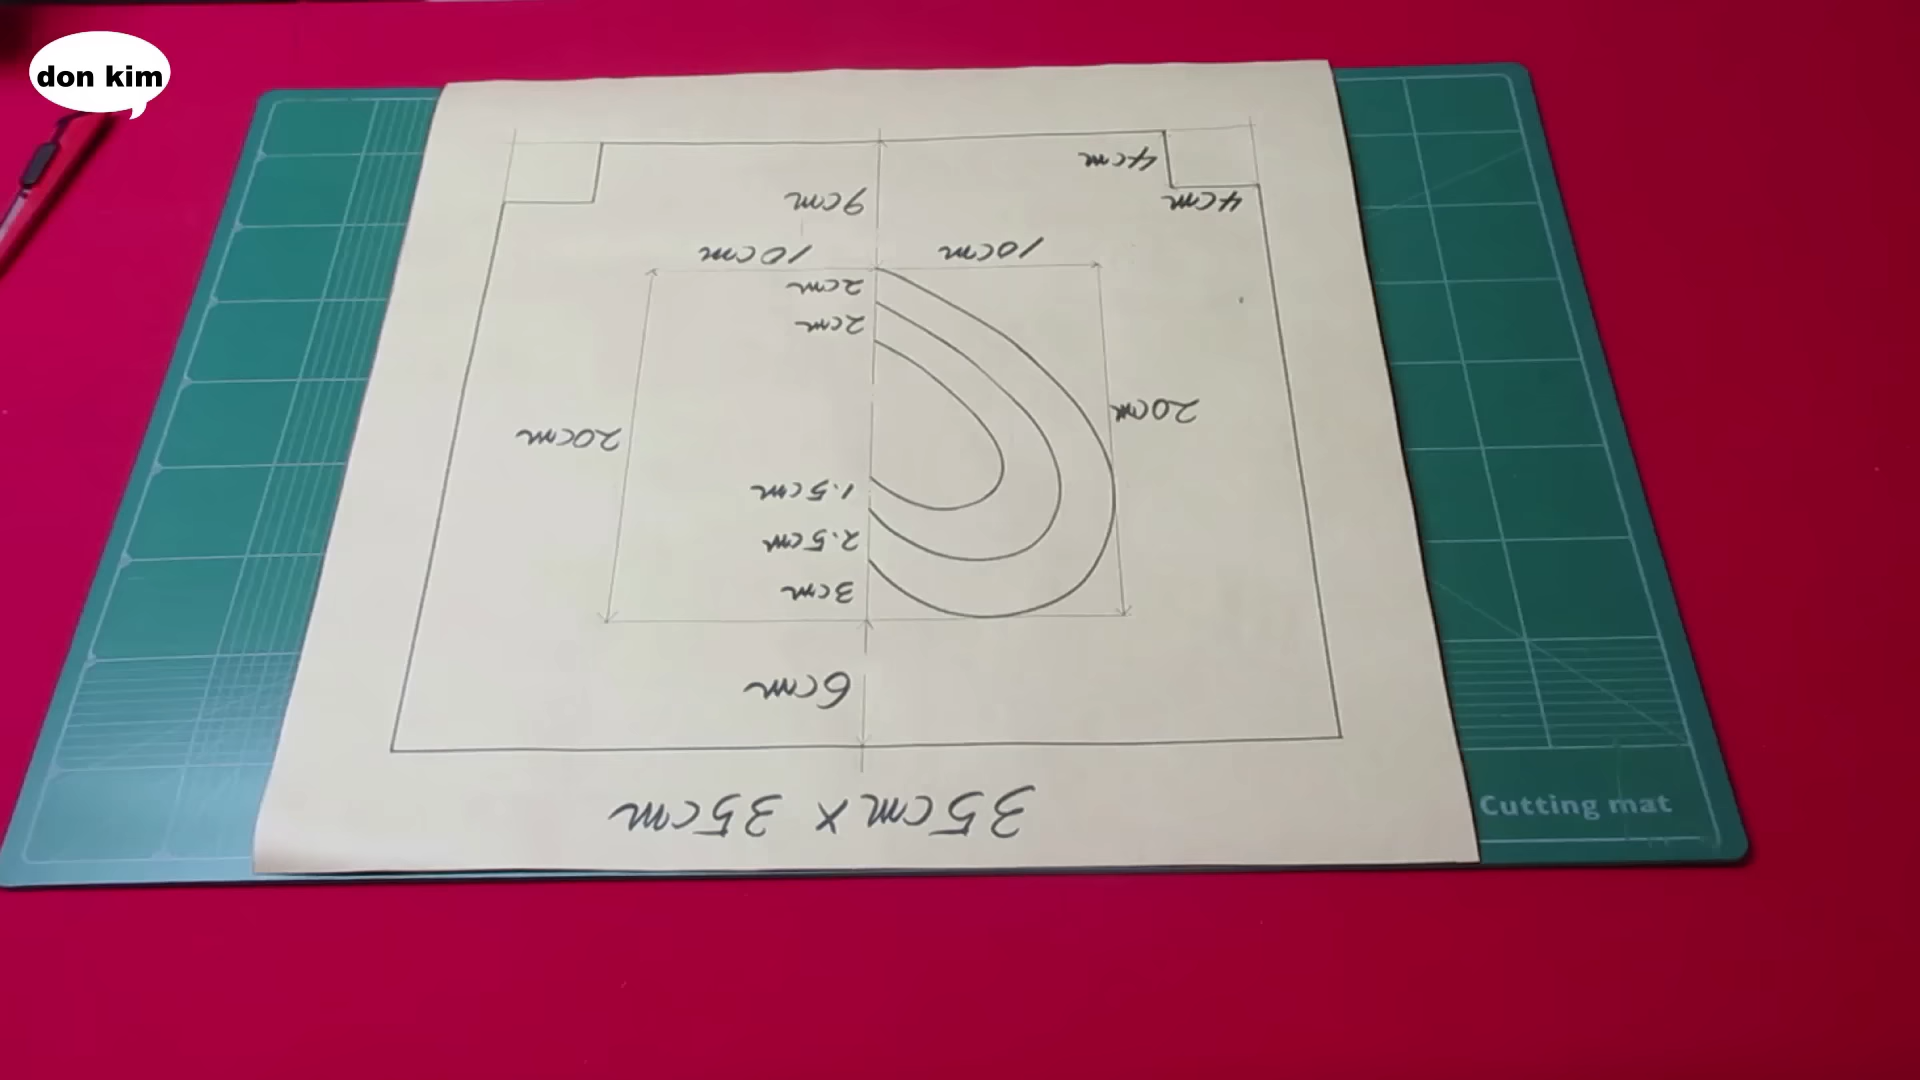 don kim
35cm x 35cm
6cm
3cm
2.5cm
1.5cm
20cm
20cm
2cm
2cm
10cm
10cm
9cm
4cm
4cm
Cutting mat